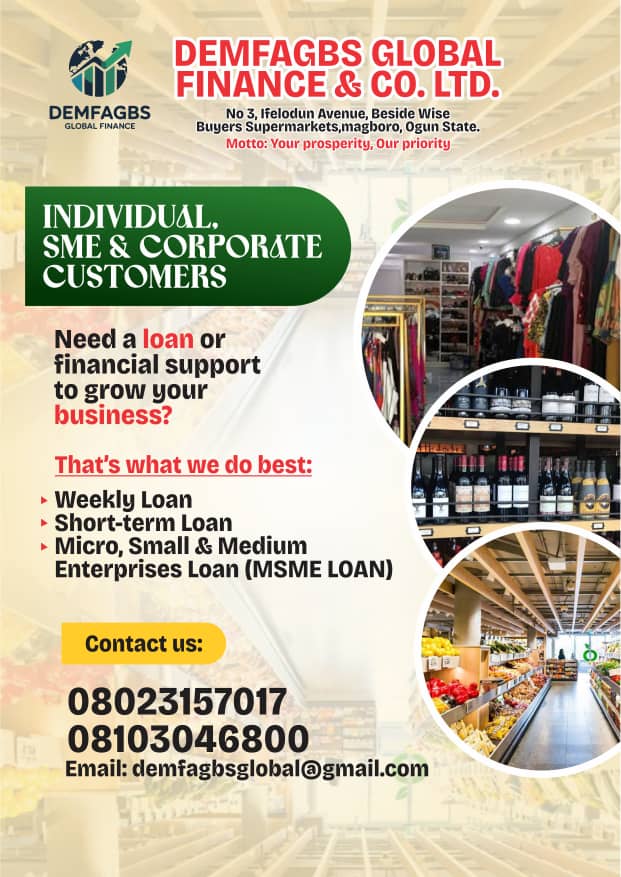 DEMFAGBS
GLOBAL FINANCE
DEMFAGBS GLOBAL
FINANCE & CO. LTD.
No 3, Ifelodun Avenue, Beside Wise
Buyers Supermarkets,magboro, Ogun State.
Motto: Your prosperity, Our priority
INDIVIDUAL,
SME & CORPORATE
CUSTOMERS
Need a loan or
financial support
to grow your
business?
That's what we do best:
Weekly Loan
Short-term Loan
Micro, Small & Medium
Enterprises Loan (MSME LOAN)
Contact us:
08023157017
08103046800
Email: demfagbsglobal@gmail.com